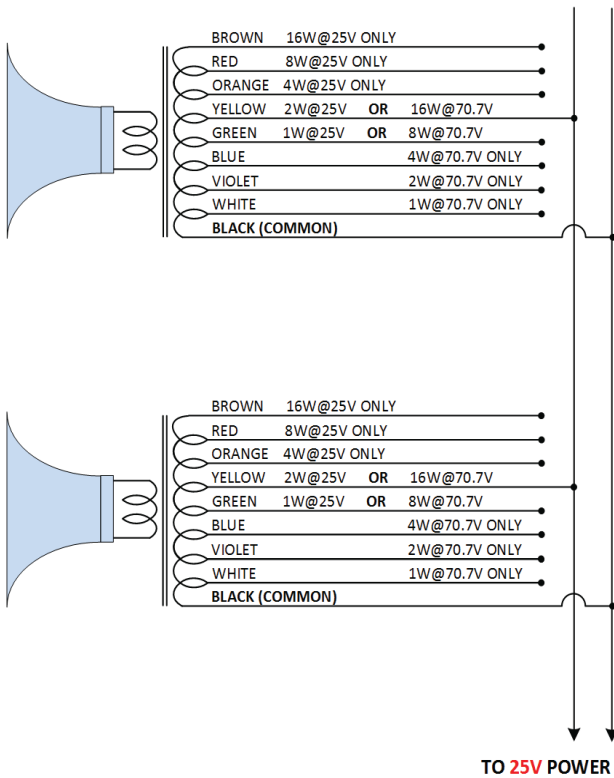 BROWN 16W@25V ONLY
RED 8W@25V ONLY
ORANGE 4W@25V ONLY
YELLOW 2W@25V OR 16W@70.7V
GREEN 1W@25V OR 8W@70.7V
BLUE 4W@70.7V ONLY
VIOLET 2W@70.7V ONLY
WHITE 1W@70.7V ONLY
BLACK (COMMON)
BROWN 16W@25V ONLY
RED 8W@25V ONLY
ORANGE 4W@25V ONLY
YELLOW 2W@25V OR 16W@70.7V
GREEN 1W@25V OR 8W@70.7V
BLUE 4W@70.7V ONLY
VIOLET 2W@70.7V ONLY
WHITE 1W@70.7V ONLY
BLACK (COMMON)
TO 25V POWER